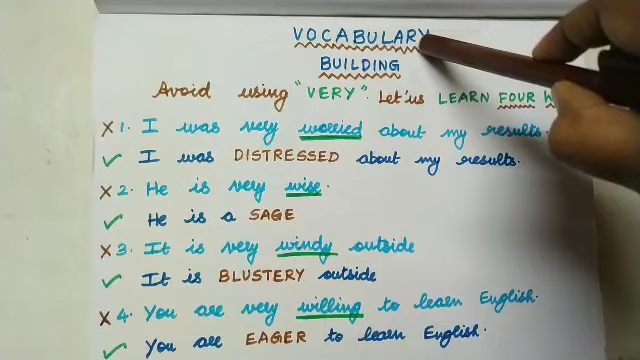 VOCABULARY
BUILDING
Avoid using "VERY". Let'us LEARN FOUR W
X 1. I was very worried about my results.
✓ I was DISTRESSED about my results.
X 2. He is very wise.
✓ He is a SAGE
X 3. It is very windy outside
✓ It is BLUSTERY outside
X 4. You are very willing to learn English.
✓ You are EAGER to learn English.